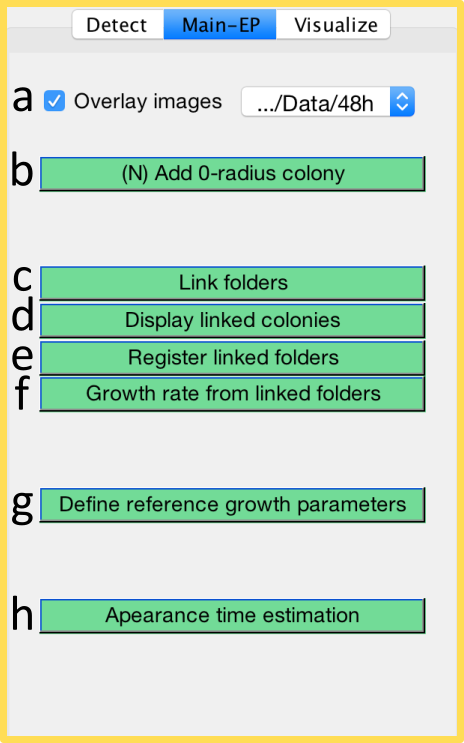 Detect Main-EP Visualize
a Overlay images .../Data/48h
b (N) Add 0-radius colony
c Link folders
d Display linked colonies
e Register linked folders
f Growth rate from linked folders
g Define reference growth parameters
h Apearance time estimation